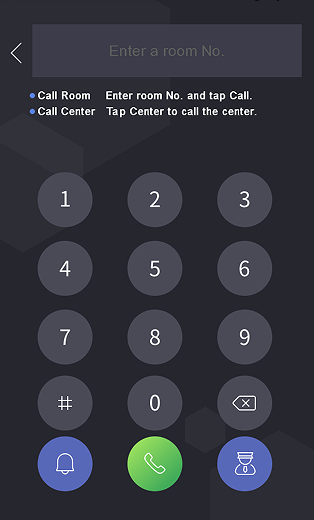 Enter a room No.
Call Room Enter room No. and tap Call.
Call Center Tap Center to call the center.
1 2 3
4 5 6
7 8 9
# 0